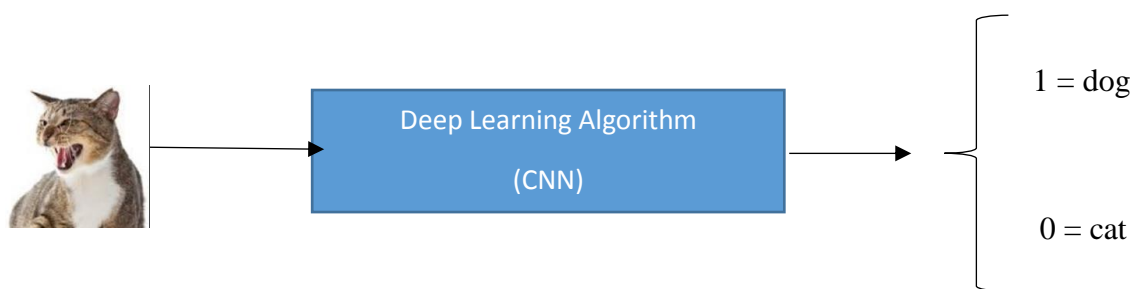 Deep Learning Algorithm
(CNN)
1 = dog
0 = cat